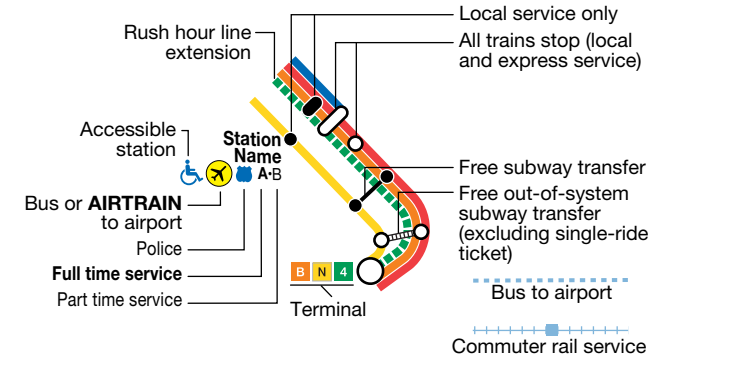 Local service only
Rush hour line
extension
All trains stop (local
and express service)
Accessible
station
Station
Name
A•B
Free subway transfer
Free out-of-system
subway transfer
(excluding single-ride
ticket)
Bus or AIRTRAIN
to airport
Police
Full time service
Part time service
B N 4
Terminal
Bus to airport
Commuter rail service